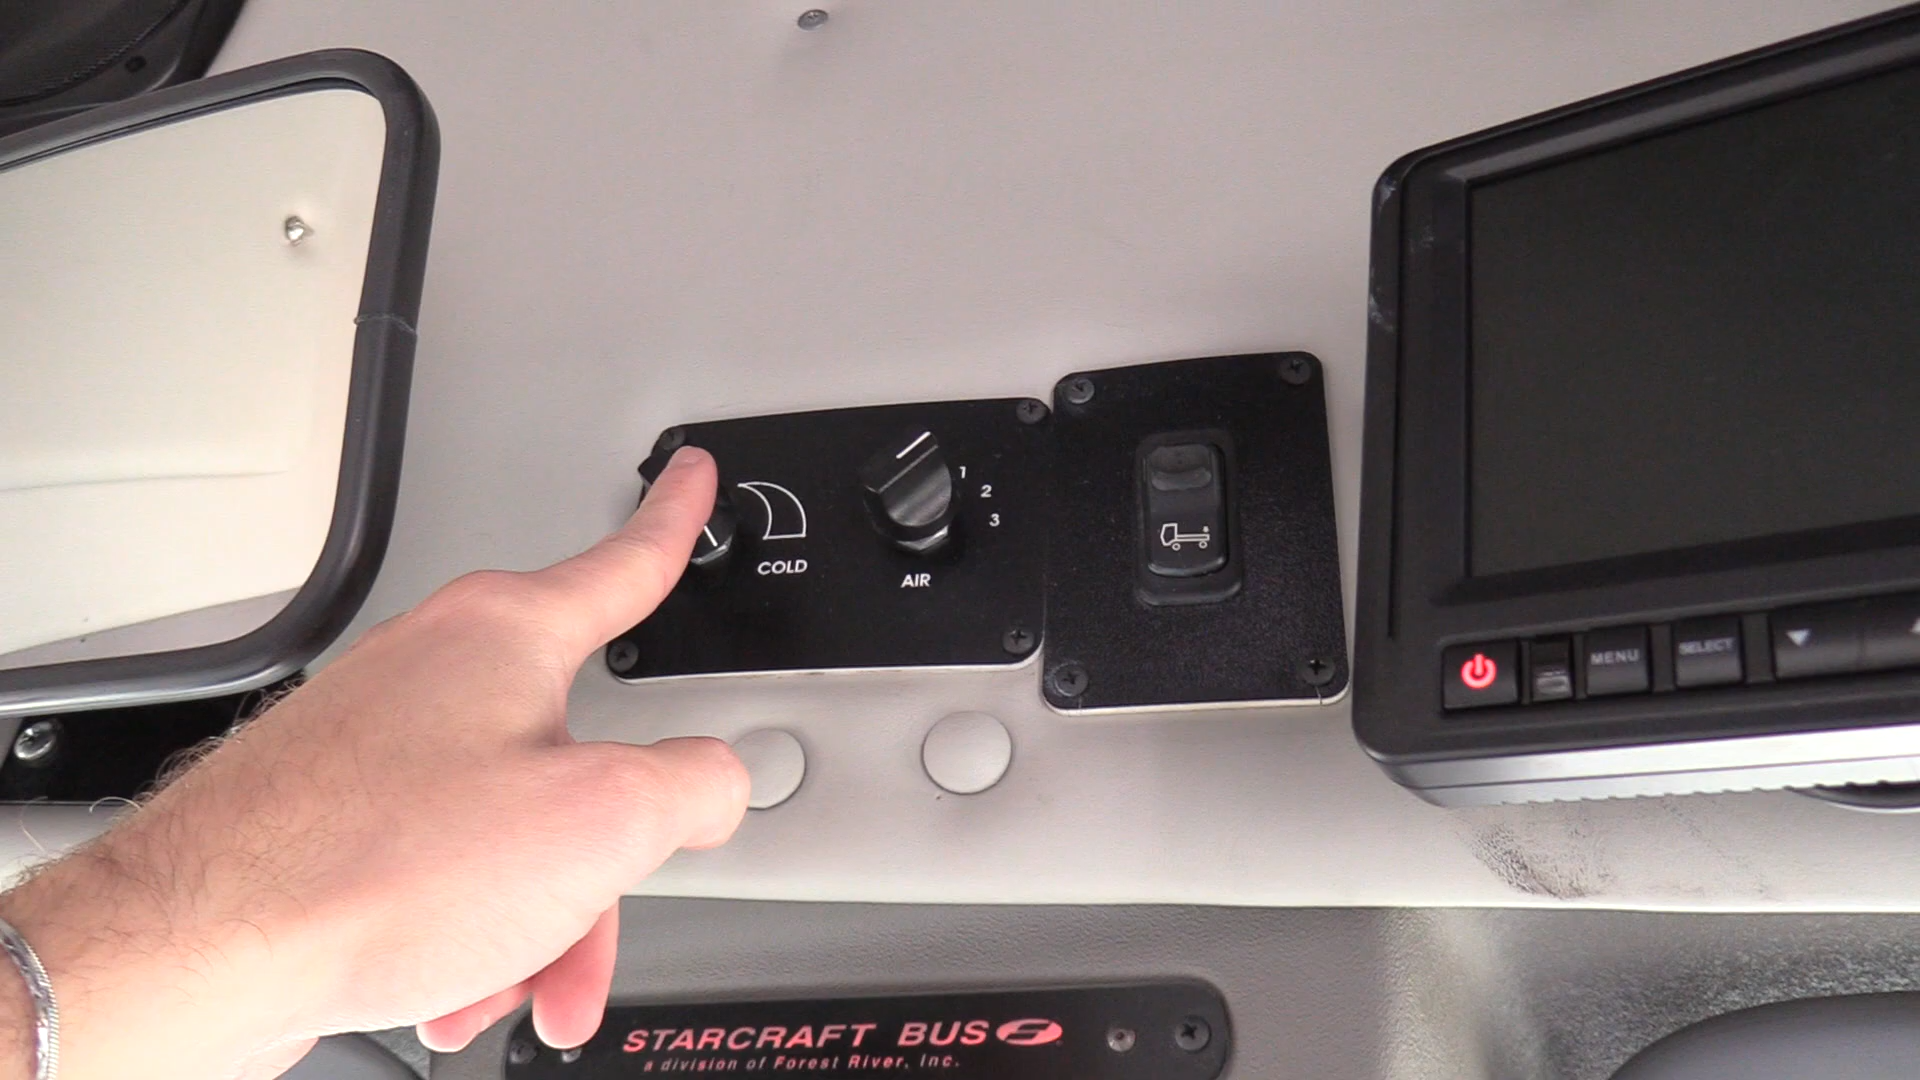 1
2
3
COLD
AIR
MENU
SELECT
STARCRAFT BUS
a division of Forest River, Inc.